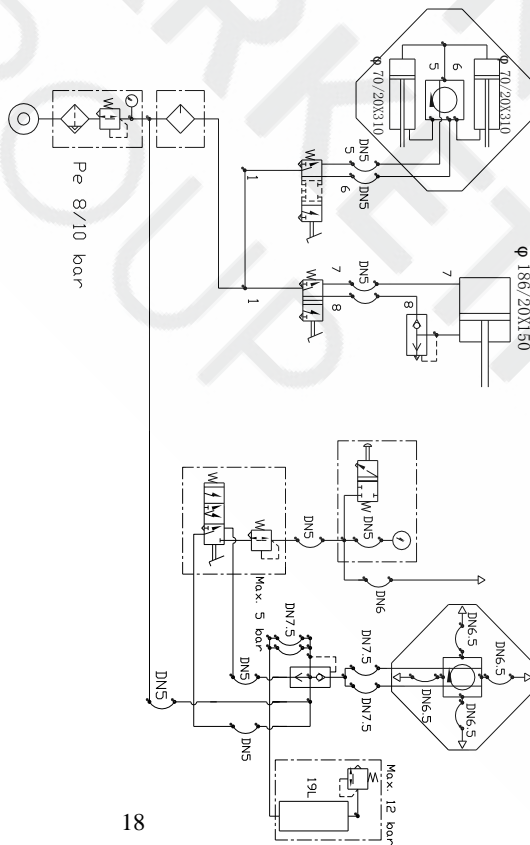 φ 70/20X310
φ 70/20X310
5
6
Pe 8/10 bar
W
1
1
5
DN5
6
DN5
7
DN5
8
7
8
φ 186/20X150
W
W
Max. 5 bar
DN5
W
DN5
DN6
DN7.5
DN5
DN5
DN5
DN7.5
DN7.5
DN6.5
DN6.5
DN6.5
DN6.5
Max. 12 bar
W
19L
18